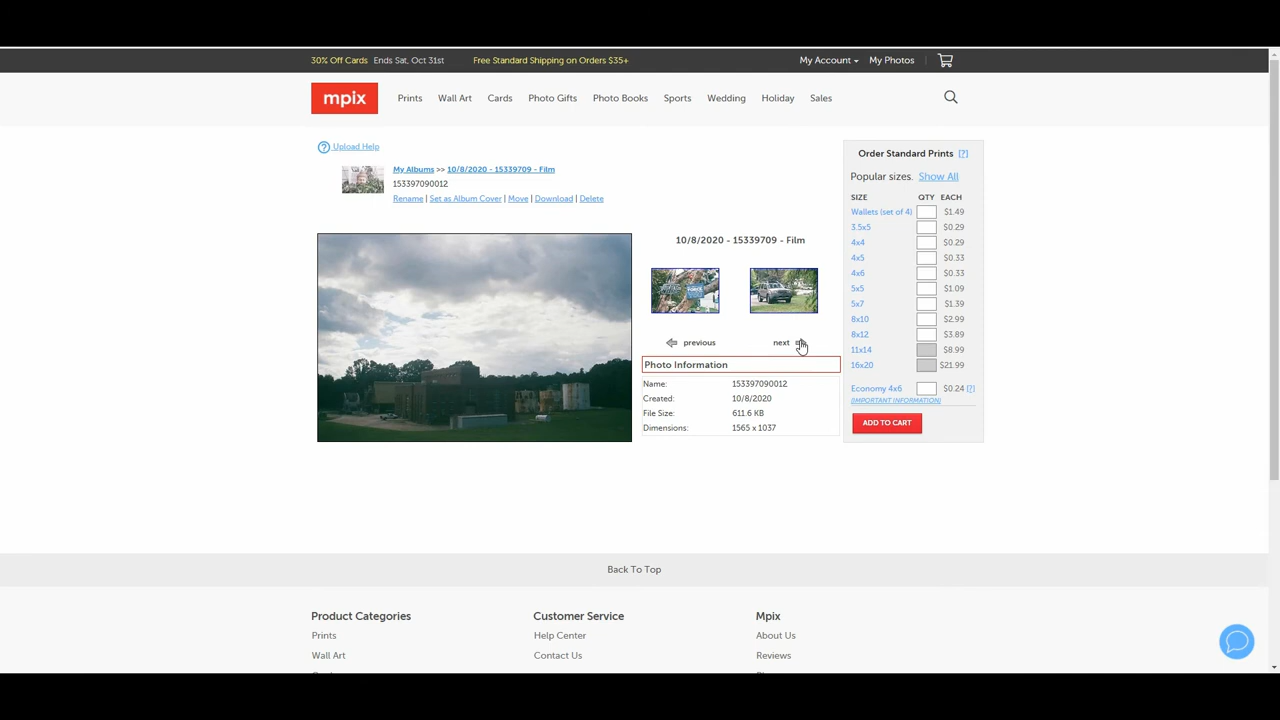 30% Off Cards Ends Sat, Oct 31st Free Standard Shipping on Orders $35+ My Account My Photos
mpix Prints Wall Art Cards Photo Gifts Photo Books Sports Wedding Holiday Sales
? Upload Help
My Albums >> 10/8/2020 - 15339709 - Film
153397090012
Rename | Set as Album Cover | Move | Download | Delete
10/8/2020 - 15339709 - Film
previous next
Photo Information
Name: 153397090012
Created: 10/8/2020
File Size: 611.6 KB
Dimensions: 1565 x 1037
Order Standard Prints [?]
Popular sizes. Show All
SIZE QTY EACH
Wallets (set of 4) $1.49
3.5x5 $0.29
4x4 $0.29
4x5 $0.33
4x6 $0.33
5x5 $1.09
5x7 $1.39
8x10 $2.99
8x12 $3.89
11x14 $8.99
16x20 $21.99
Economy 4x6 $0.24 [?]
(IMPORTANT INFORMATION)
ADD TO CART
Back To Top
Product Categories Customer Service Mpix
Prints Help Center About Us
Wall Art Contact Us Reviews